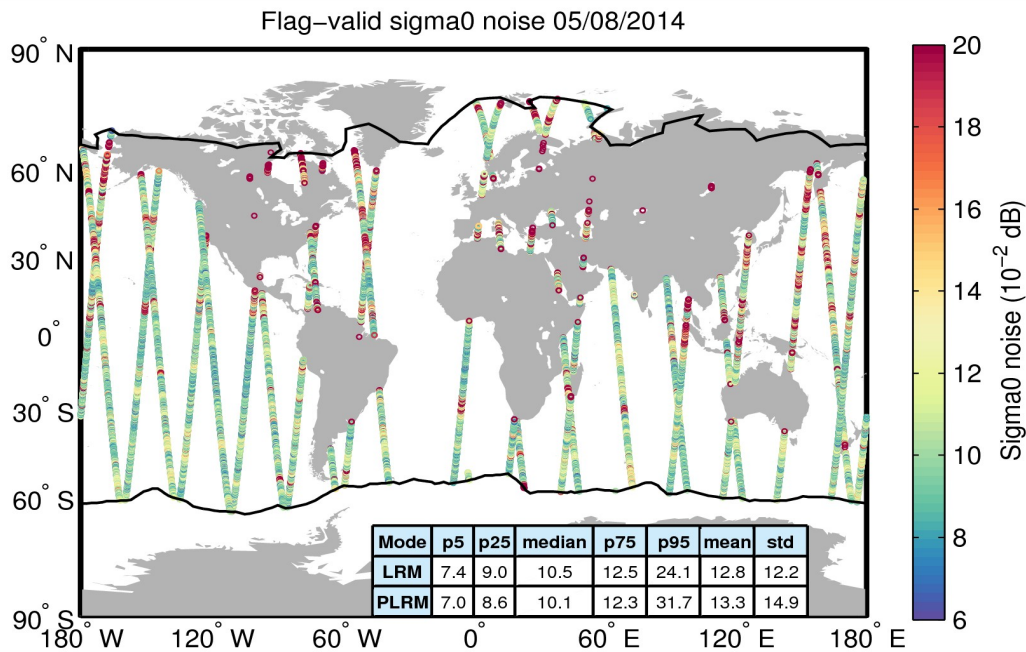 Flag−valid sigma0 noise 05/08/2014
90° N
60° N
30° N
0°
30° S
60° S
90° S
180° W
120° W
60° W
0°
60° E
120° E
180° E
Mode p5 p25 median p75 p95 mean std
LRM 7.4 9.0 10.5 12.5 24.1 12.8 12.2
PLRM 7.0 8.6 10.1 12.3 31.7 13.3 14.9
20
18
16
14
12
10
8
6
Sigma0 noise (10⁻² dB)